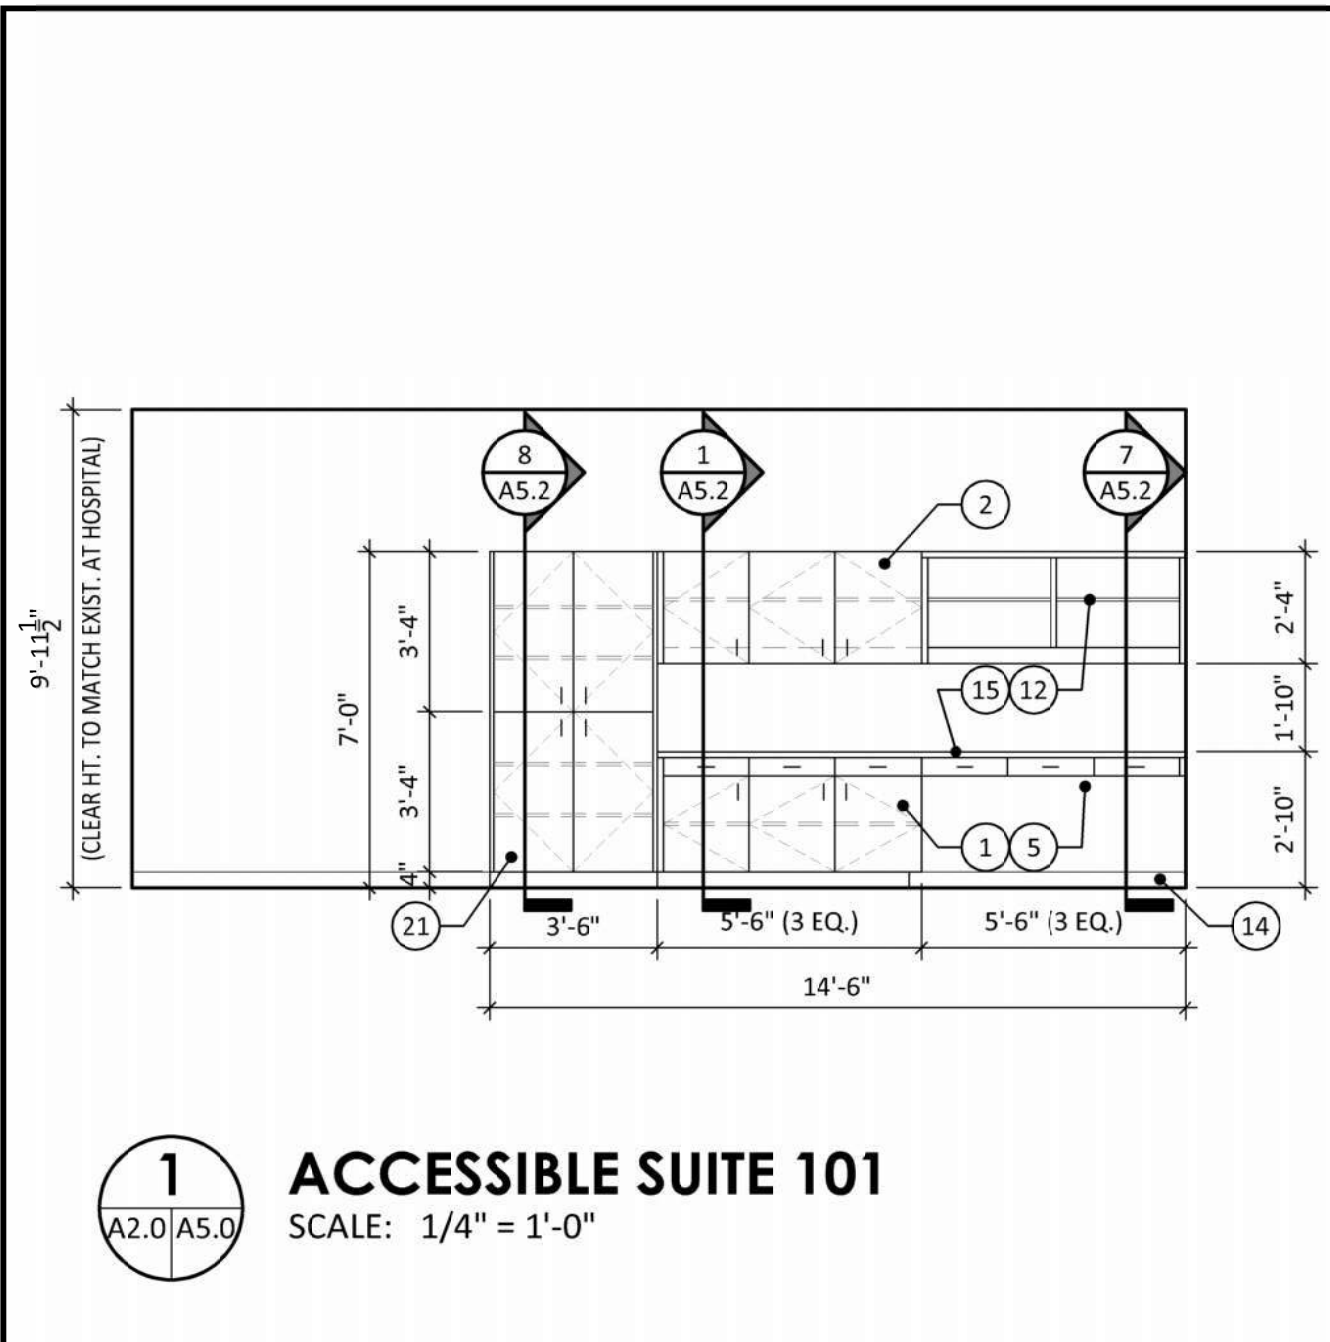 9'-11 1/2"
(CLEAR HT. TO MATCH EXIST. AT HOSPITAL)
8
A5.2
1
A5.2
7
A5.2
2
7'-0"
3'-4"
3'-4"
4"
2'-4"
1'-10"
2'-10"
15
12
1
5
21
14
3'-6"
5'-6" (3 EQ.)
5'-6" (3 EQ.)
14'-6"
1
A2.0
A5.0
ACCESSIBLE SUITE 101
SCALE: 1/4" = 1'-0"